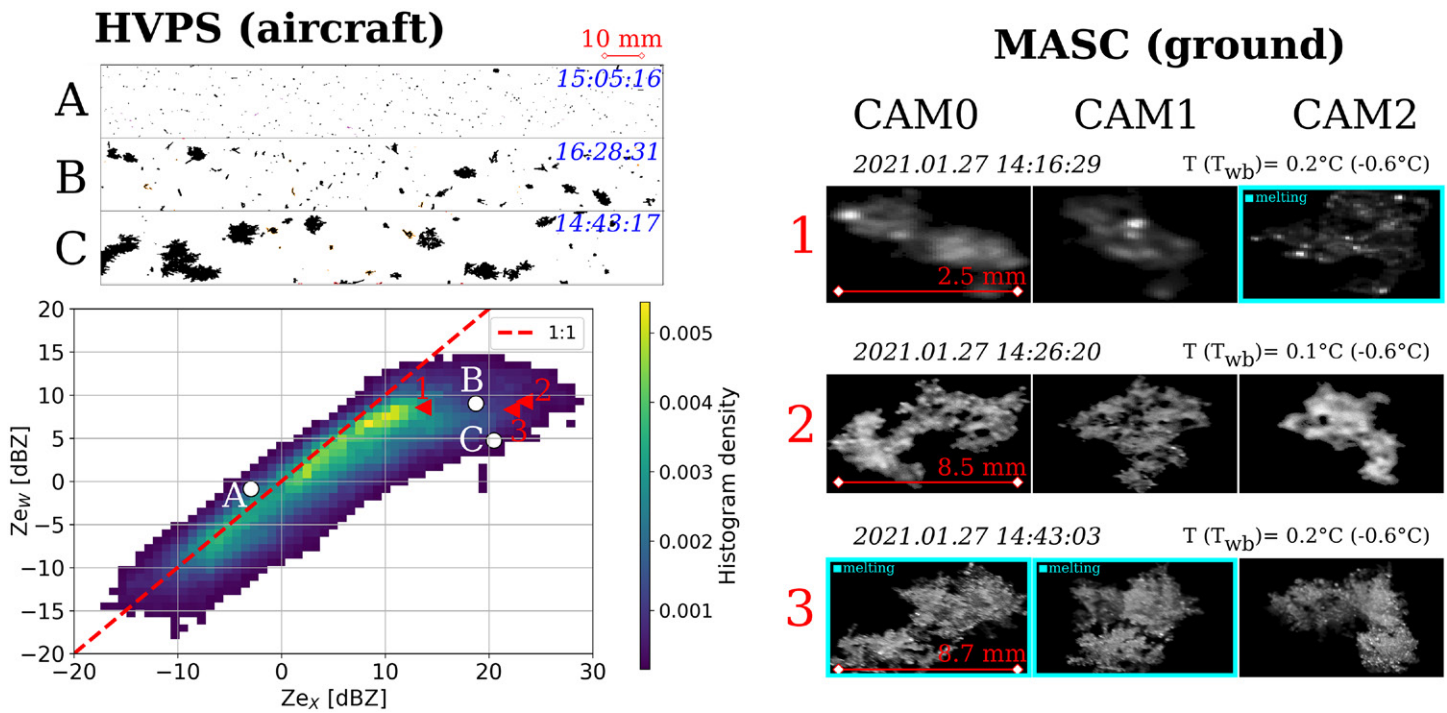 HVPS (aircraft)
10 mm
A
15:05:16
B
16:28:31
C
14:43:17
20
15
10
5
0
−5
−10
−15
−20
Ze_W [dBZ]
1:1
1
B
2
3
C
A
−20
−10
0
10
20
30
Ze_X [dBZ]
0.005
0.004
0.003
0.002
0.001
Histogram density
MASC (ground)
CAM0 CAM1 CAM2
2021.01.27 14:16:29 T (T_wb)= 0.2°C (-0.6°C)
1
2.5 mm
melting
2021.01.27 14:26:20 T (T_wb)= 0.1°C (-0.6°C)
2
8.5 mm
2021.01.27 14:43:03 T (T_wb)= 0.2°C (-0.6°C)
3
melting
melting
8.7 mm